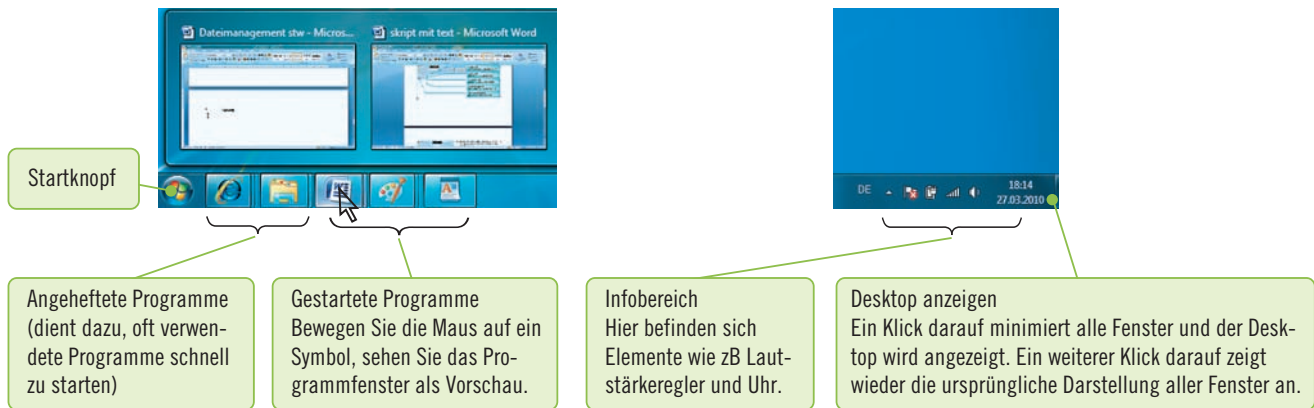 Dateimanagement stw - Micros...
skript mit text - Microsoft Word
Startknopf
DE
18:14
27.03.2010
Angeheftete Programme
(dient dazu, oft verwen-
dete Programme schnell
zu starten)
Gestartete Programme
Bewegen Sie die Maus auf ein
Symbol, sehen Sie das Pro-
grammfenster als Vorschau.
Infobereich
Hier befinden sich
Elemente wie zB Laut-
stärkeregler und Uhr.
Desktop anzeigen
Ein Klick darauf minimiert alle Fenster und der Desk-
top wird angezeigt. Ein weiterer Klick darauf zeigt
wieder die ursprüngliche Darstellung aller Fenster an.